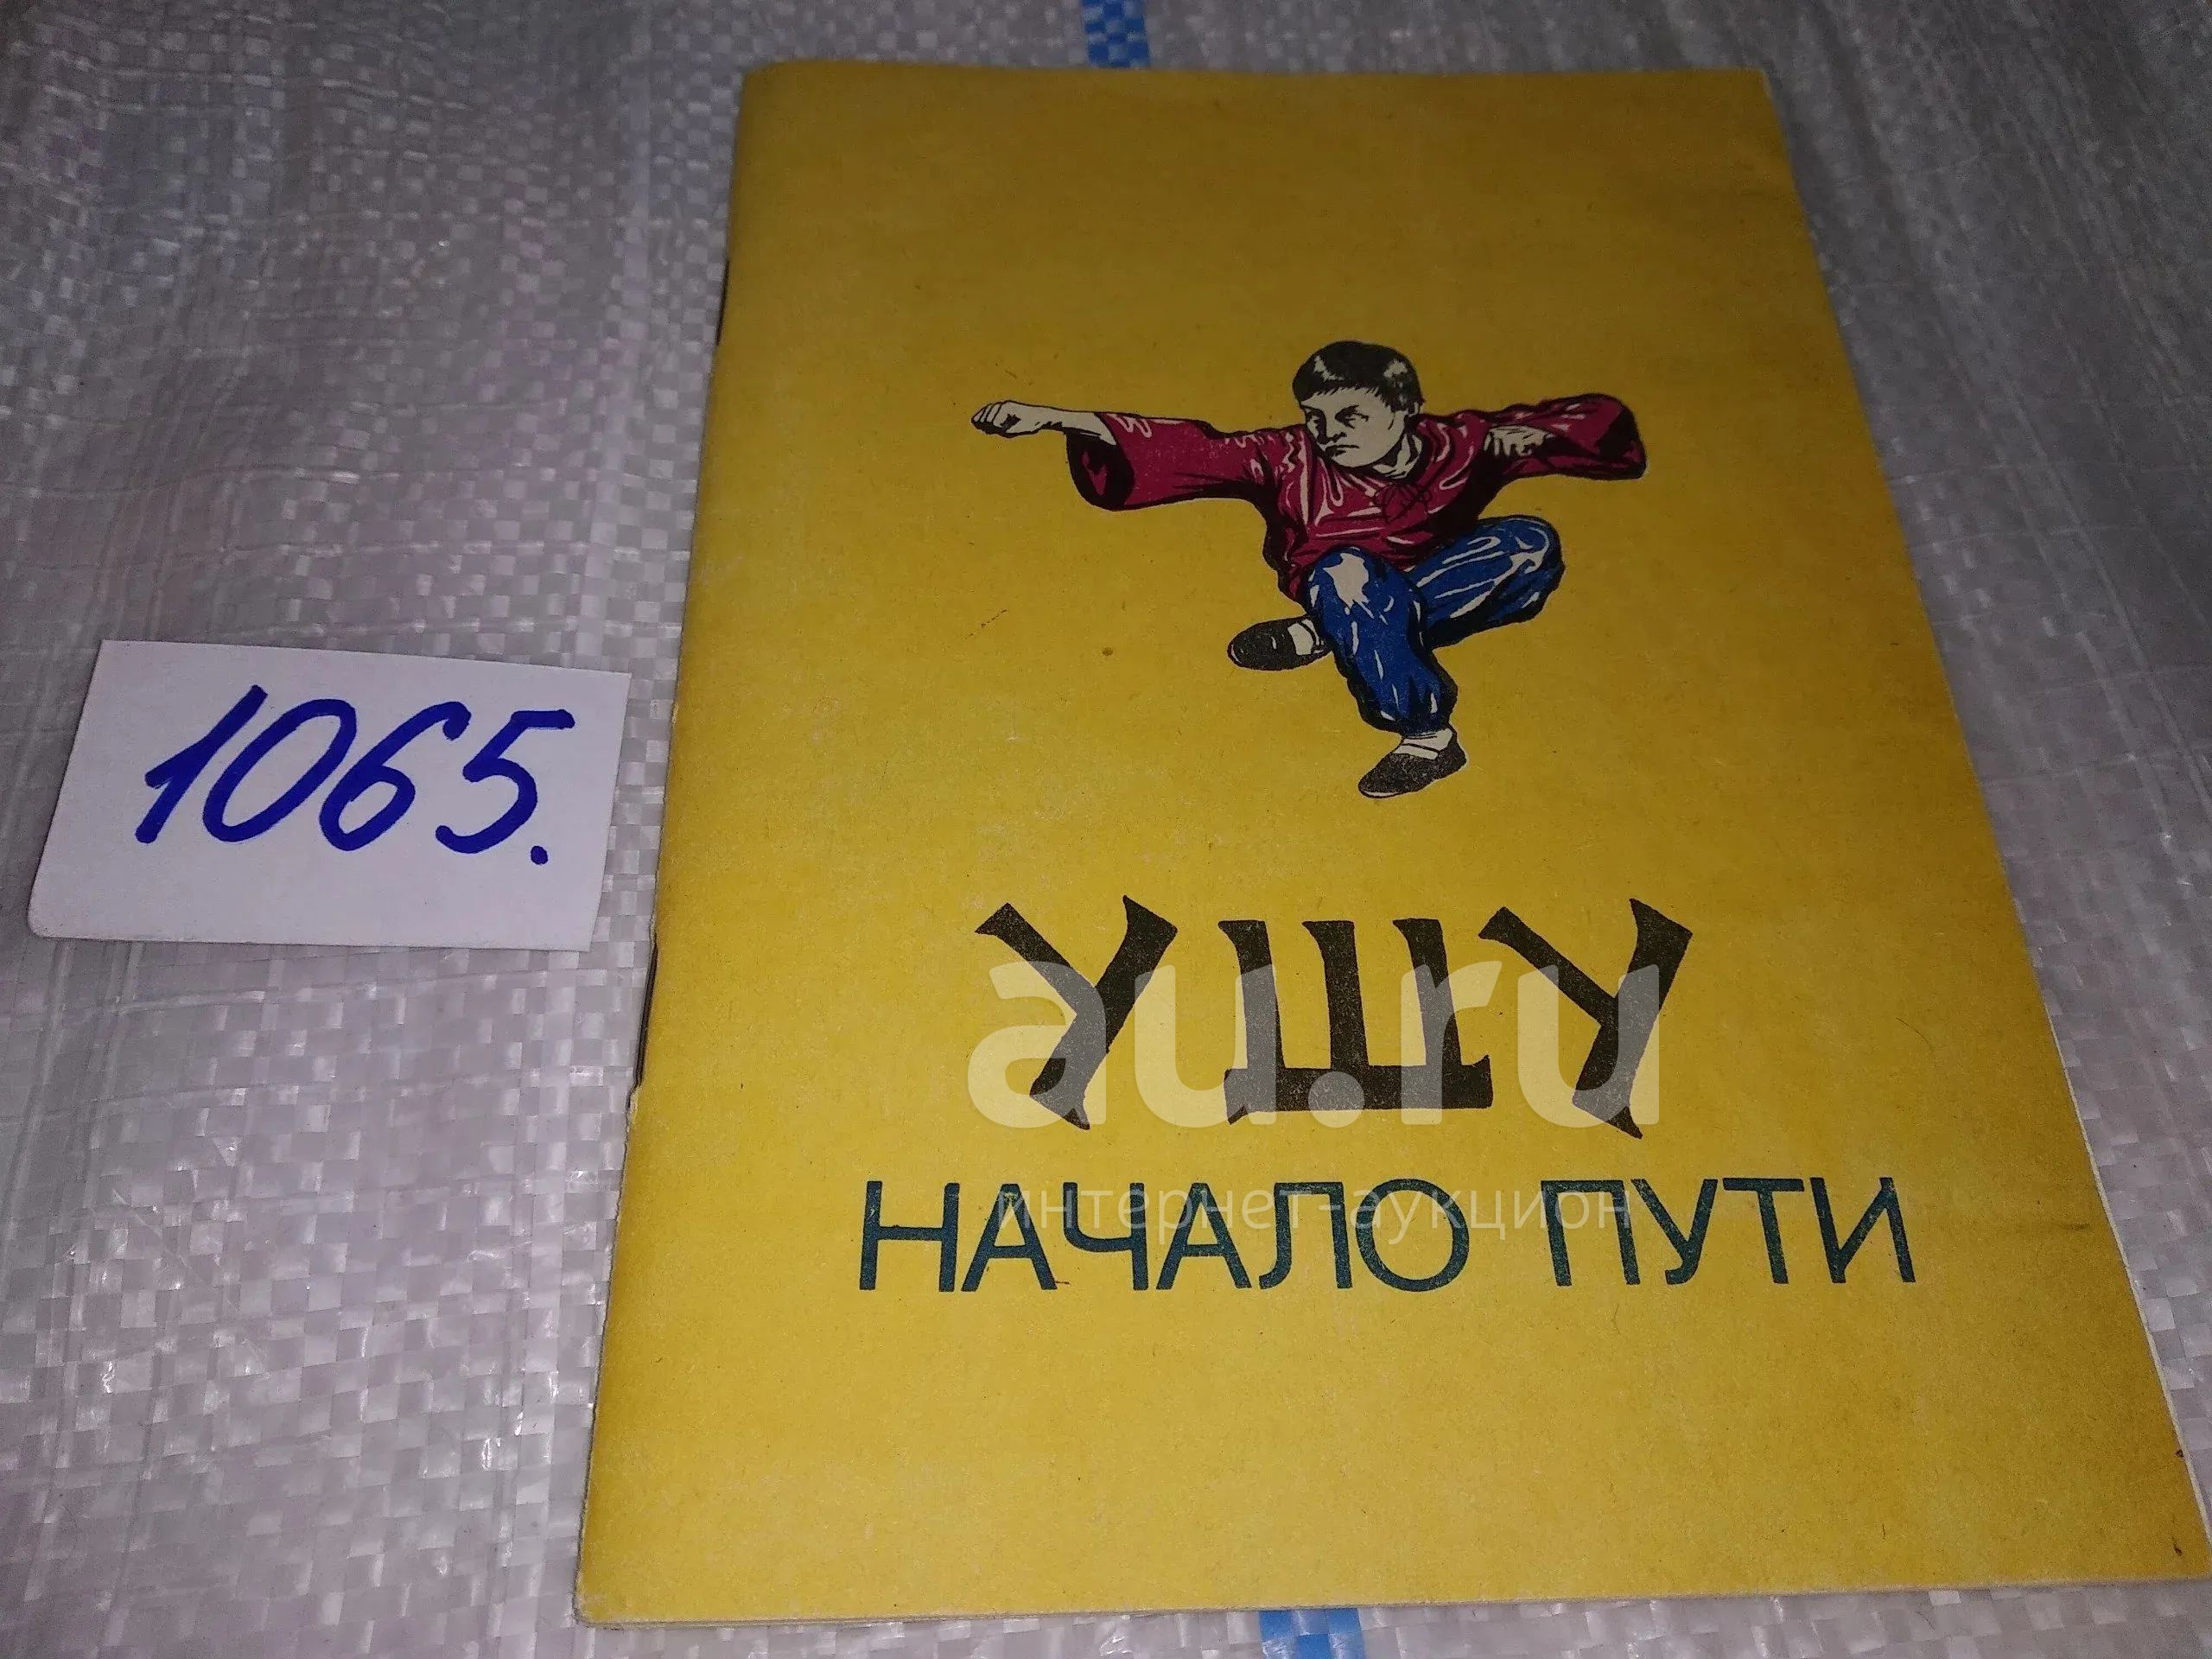 1065.
УШУ
au.ru
интернет-аукцион
НАЧАЛО ПУТИ